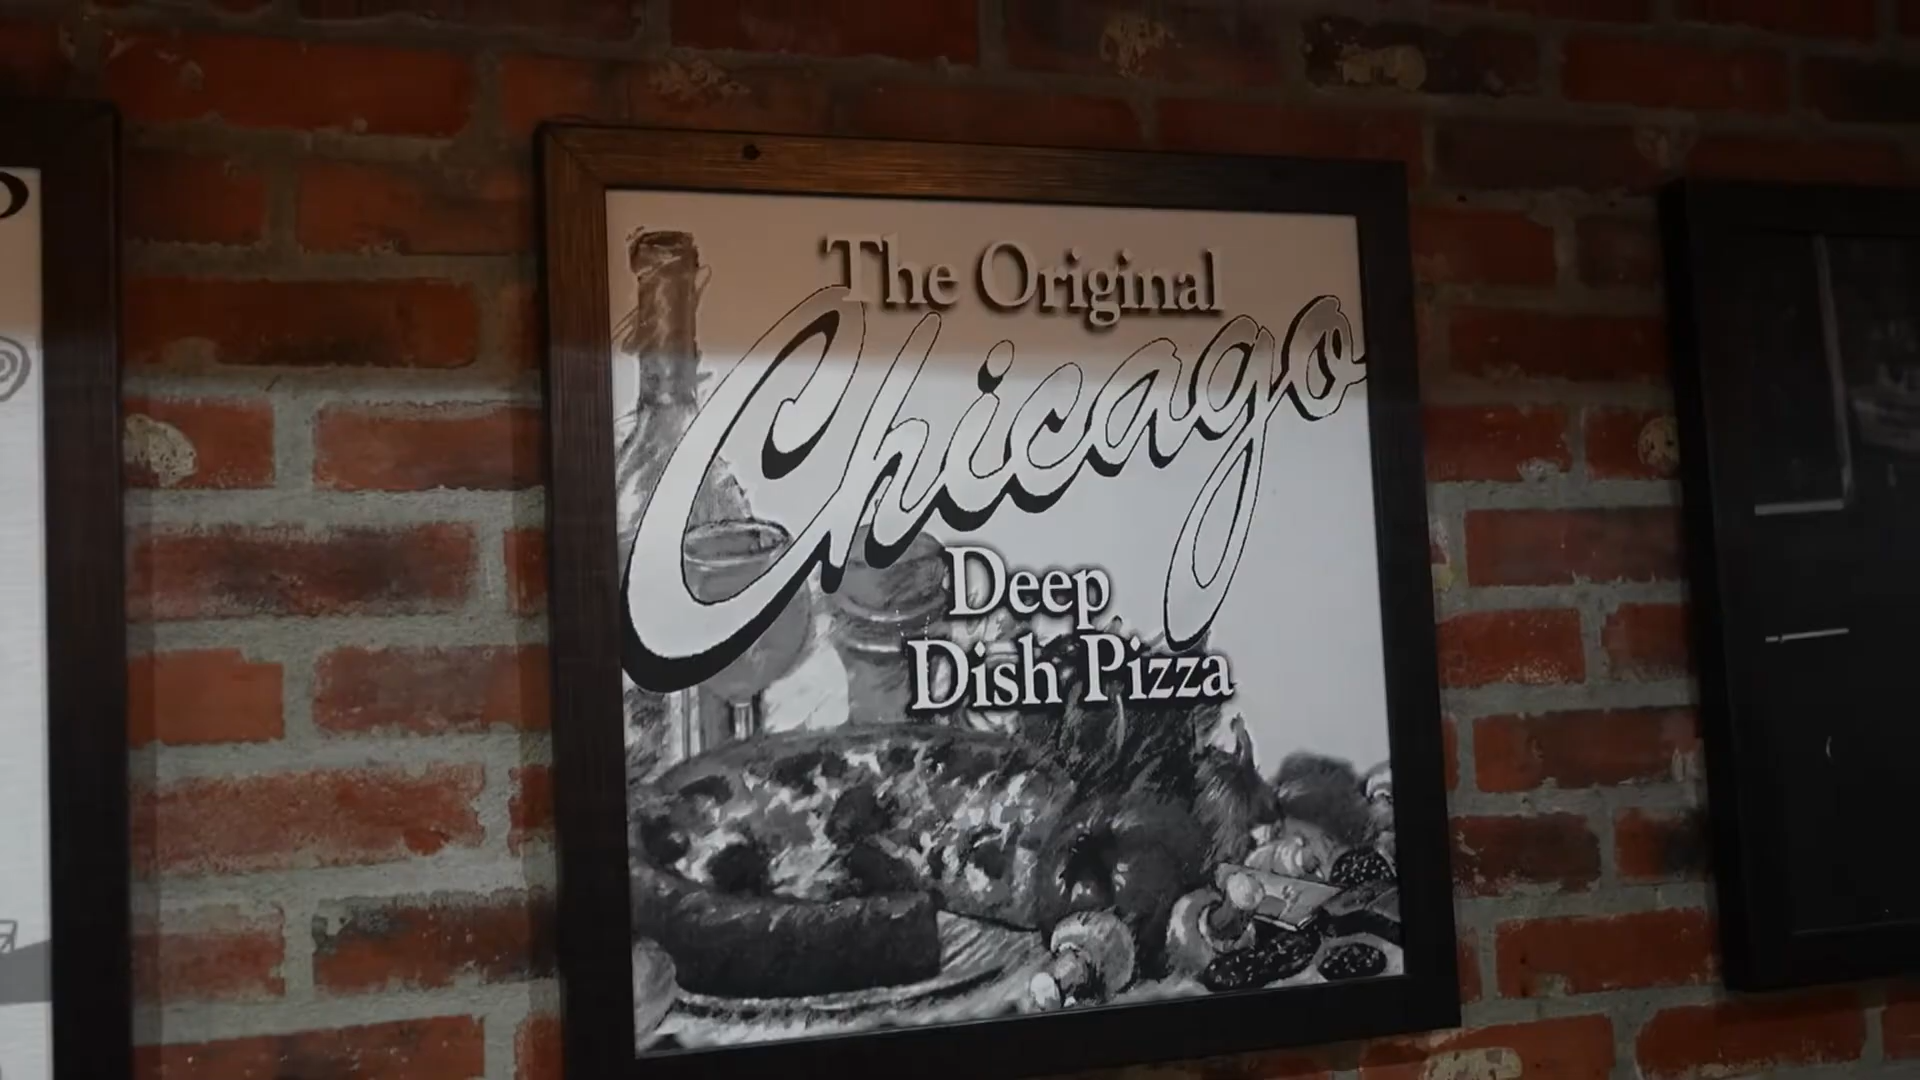 The Original
Chicago
Deep
Dish Pizza